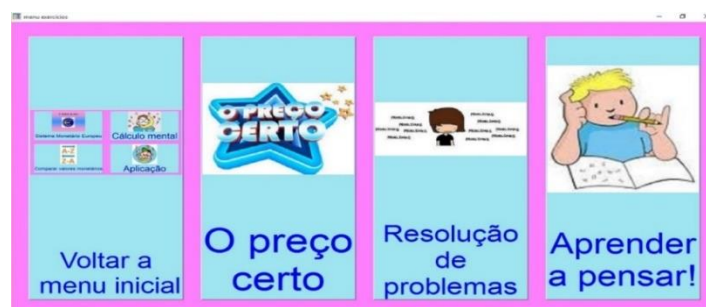 menu exercícios
Sistema Monetário Europeu
Cálculo mental
A-Z
Z-A
Comparar valores monetários
Aplicação
Voltar a
menu inicial
O PREÇO
CERTO
O preço
certo
Resolução
de
problemas
Aprender
a pensar!